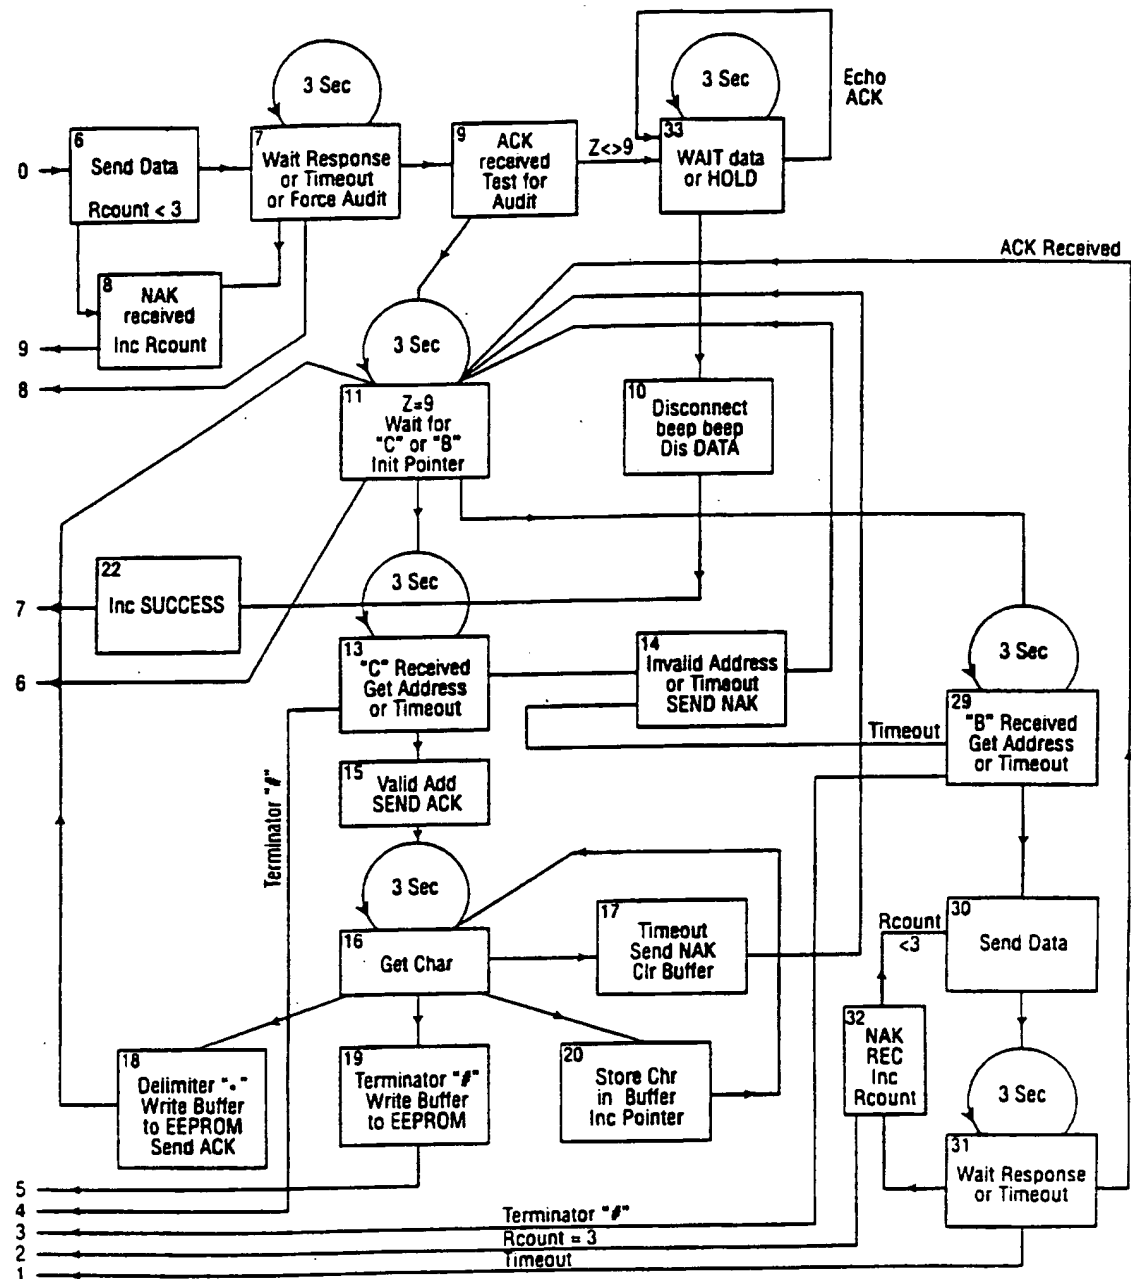 3 Sec
3 Sec
Echo
ACK
0
6
Send Data
Rcount < 3
7
Wait Response
or Timeout
or Force Audit
9
ACK
received
Test for
Audit
Z<>9
33
WAIT data
or HOLD
ACK Received
8
NAK
received
Inc Rcount
9
8
3 Sec
11
Z=9
Wait for
"C" or "B"
Init Pointer
10
Disconnect
beep beep
Dis DATA
22
Inc SUCCESS
7
6
3 Sec
13
"C" Received
Get Address
or Timeout
14
Invalid Address
or Timeout
SEND NAK
3 Sec
Timeout
29
"B" Received
Get Address
or Timeout
15
Valid Add
SEND ACK
Terminator "#"
3 Sec
16
Get Char
17
Timeout
Send NAK
Clr Buffer
Rcount
<3
30
Send Data
18
Delimiter "*"
Write Buffer
to EEPROM
Send ACK
19
Terminator "#"
Write Buffer
to EEPROM
20
Store Chr
in Buffer
Inc Pointer
32
NAK
REC
Inc
Rcount
3 Sec
31
Wait Response
or Timeout
5
4
3
Terminator "#"
2
Rcount = 3
1
Timeout